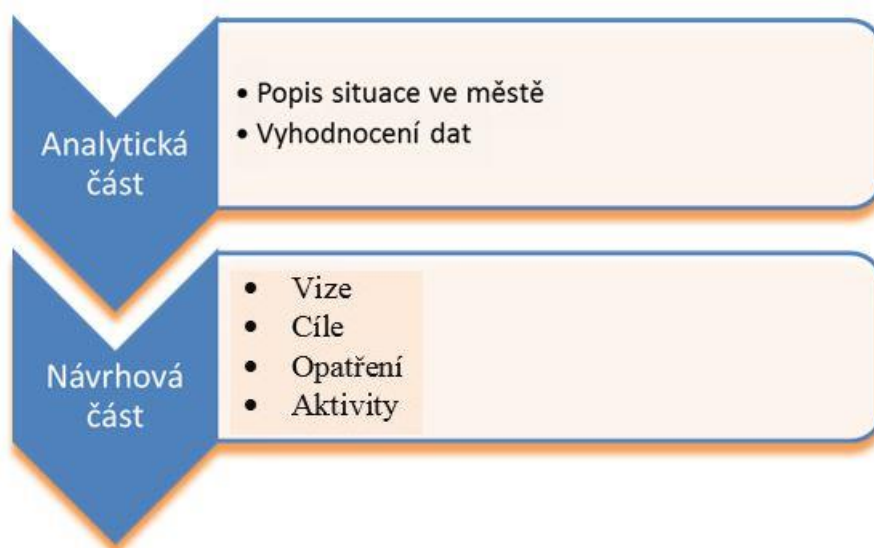 Analytická
část
• Popis situace ve městě
• Vyhodnocení dat
Návrhová
část
• Vize
• Cíle
• Opatření
• Aktivity